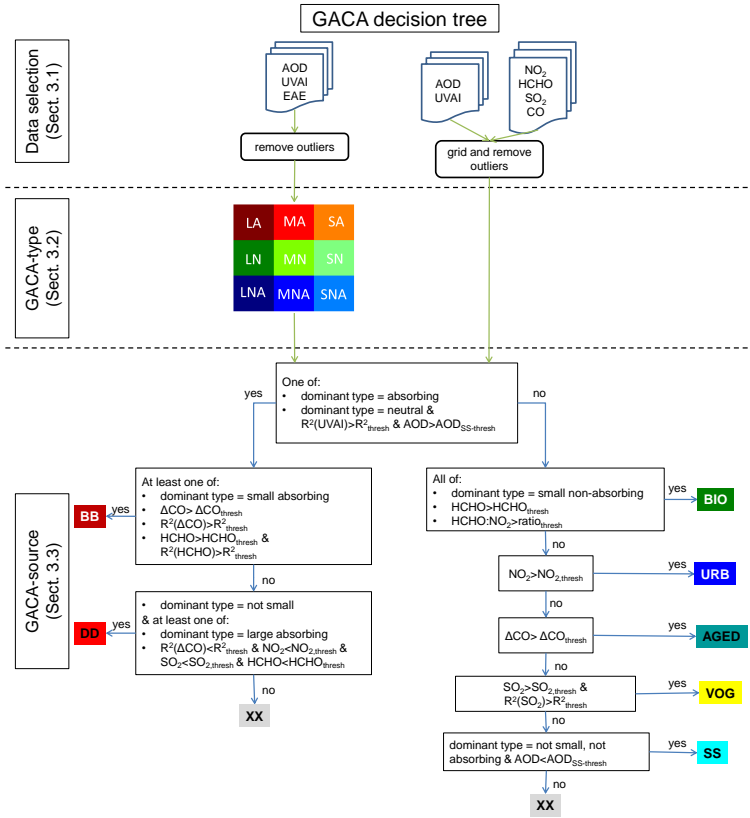 GACA decision tree
Data selection
(Sect. 3.1)
AOD
UVAI
EAE
AOD
UVAI
NO₂
HCHO
SO₂
CO
remove outliers
grid and remove
outliers
GACA-type
(Sect. 3.2)
LA MA SA
LN MN SN
LNA MNA SNA
GACA-source
(Sect. 3.3)
One of:
• dominant type = absorbing
• dominant type = neutral &
R²(UVAI)>R²thresh & AOD>AODSS-thresh
yes
no
At least one of:
• dominant type = small absorbing
• ΔCO> ΔCOthresh
• R²(ΔCO)>R²thresh
• HCHO>HCHOthresh &
R²(HCHO)>R²thresh
yes
BB
no
• dominant type = not small
& at least one of:
• dominant type = large absorbing
• R²(ΔCO)<R²thresh & NO₂<NO₂,thresh &
SO₂<SO₂,thresh & HCHO<HCHOthresh
yes
DD
no
XX
All of:
• dominant type = small non-absorbing
• HCHO>HCHOthresh
• HCHO:NO₂>ratiothresh
yes
BIO
no
NO₂>NO₂,thresh
yes
URB
no
ΔCO> ΔCOthresh
yes
AGED
no
SO₂>SO₂,thresh &
R²(SO₂)>R²thresh
yes
VOG
no
dominant type = not small, not
absorbing & AOD<AODSS-thresh
yes
SS
no
XX